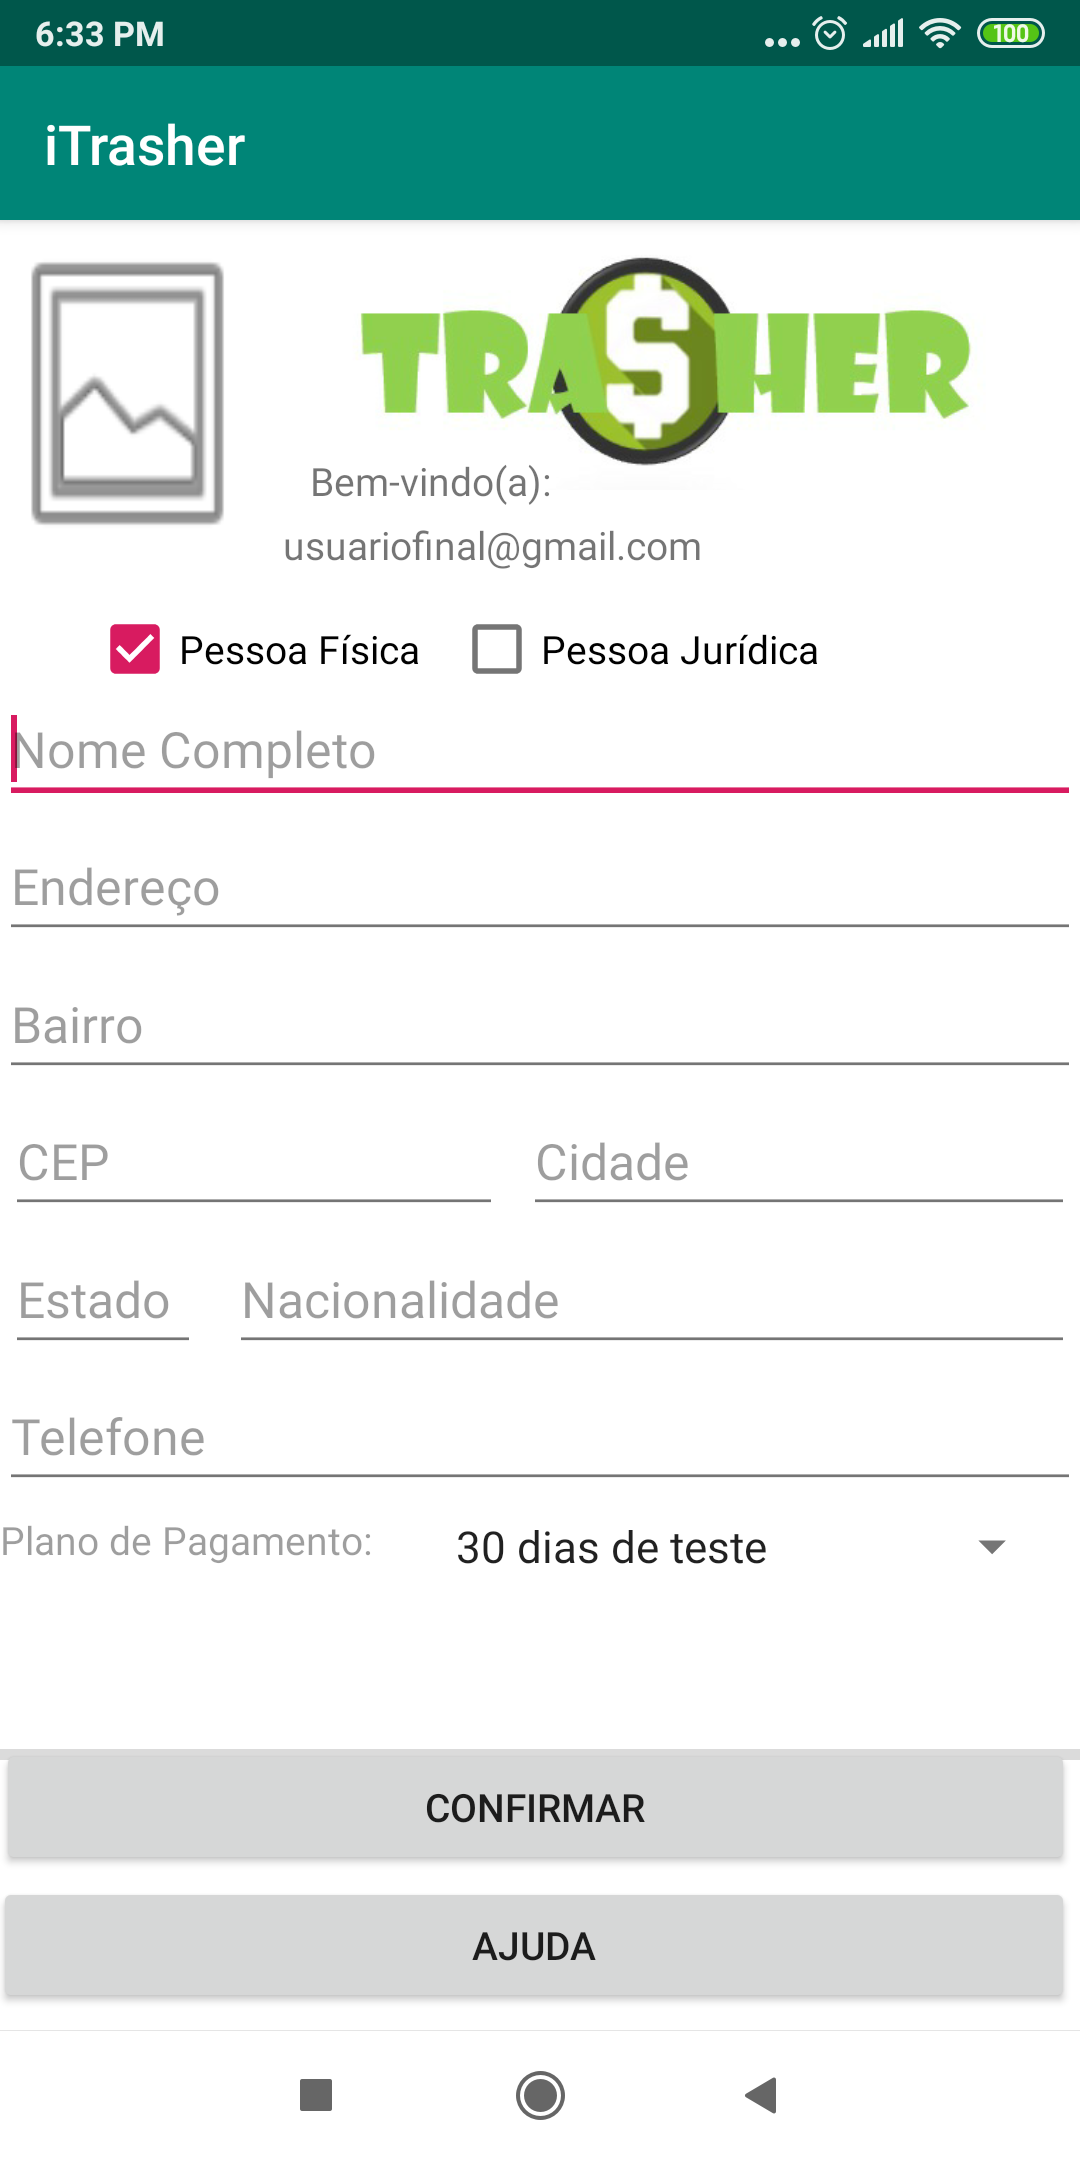 6:33 PM
100
iTrasher
TRA$HER
Bem-vindo(a):
usuariofinal@gmail.com
Pessoa Física
Pessoa Jurídica
Nome Completo
Endereço
Bairro
CEP
Cidade
Estado
Nacionalidade
Telefone
Plano de Pagamento:
30 dias de teste
CONFIRMAR
AJUDA